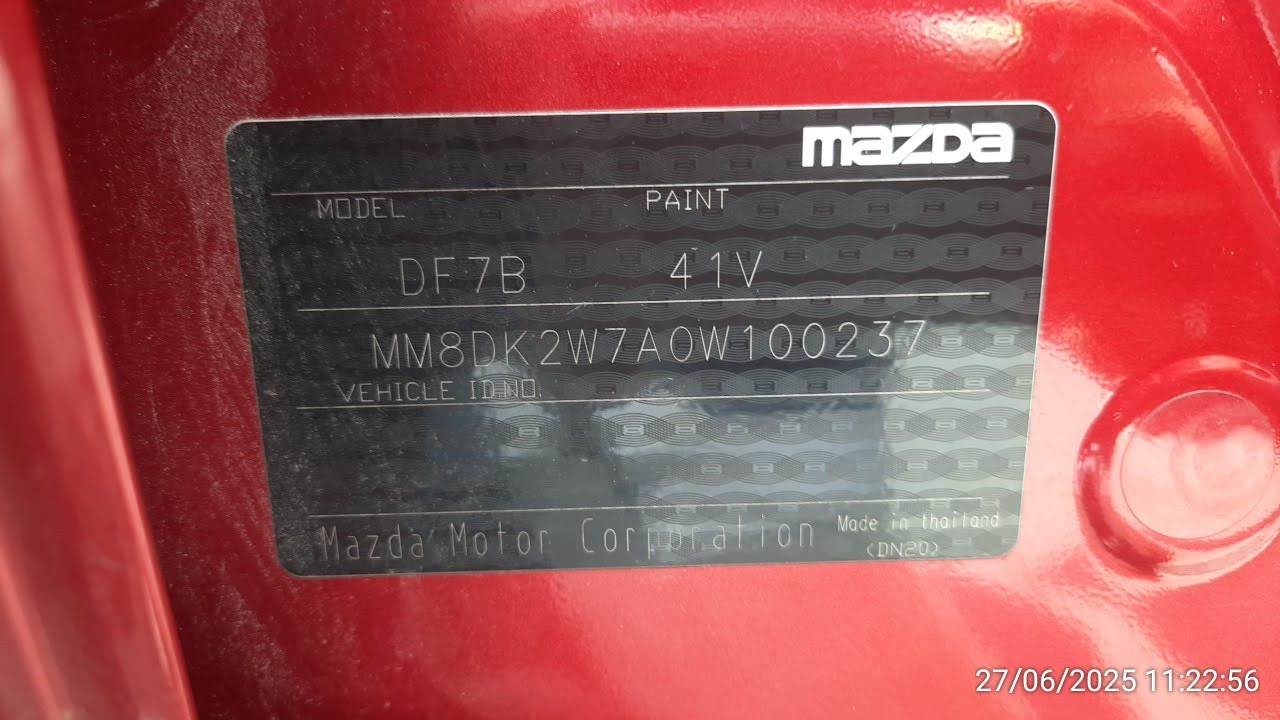 mazda
MODEL PAINT
DF7B 41V
MM8DK2W7A0W100237
VEHICLE ID.NO.
Mazda Motor Corporation Made in thailand
(DN20)
27/06/2025 11:22:56